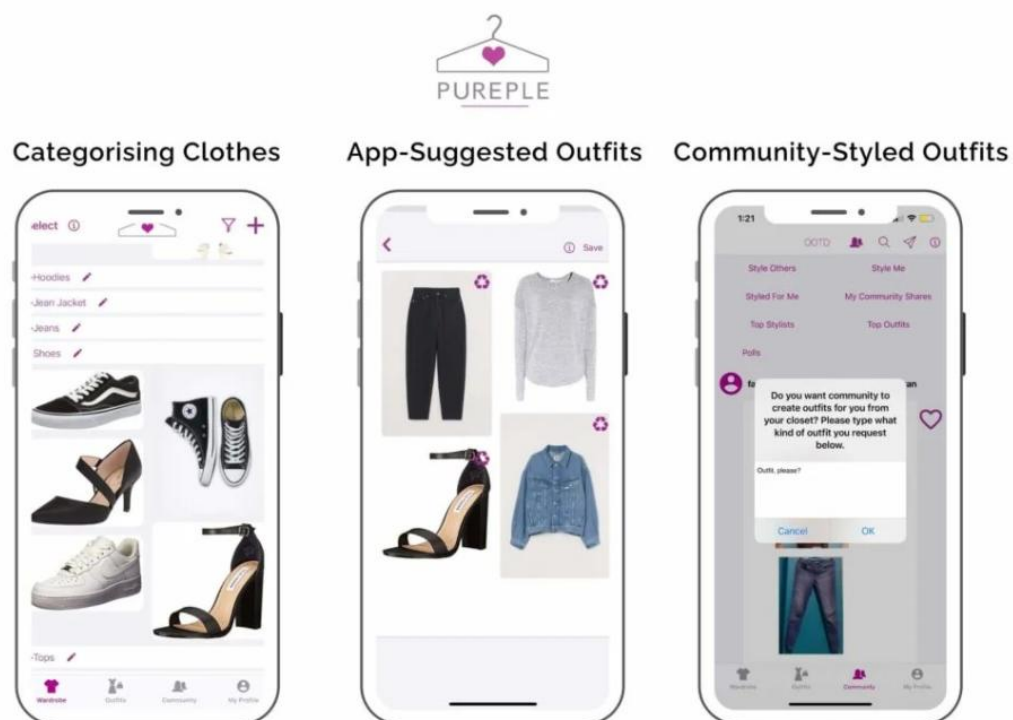 PUREPLE
Categorising Clothes
App-Suggested Outfits
Community-Styled Outfits
elect
-Hoodies
-Jean Jacket
-Jeans
Shoes
-Tops
Wardrobe
Outfits
Community
My Profile
Save
1:21
OOTD
Style Others
Style Me
Styled For Me
My Community Shares
Top Stylists
Top Outfits
Polls
Do you want community to
create outfits for you from
your closet? Please type what
kind of outfit you request
below.
Outfit, please?
Cancel
OK
Wardrobe
Outfits
Community
My Profile